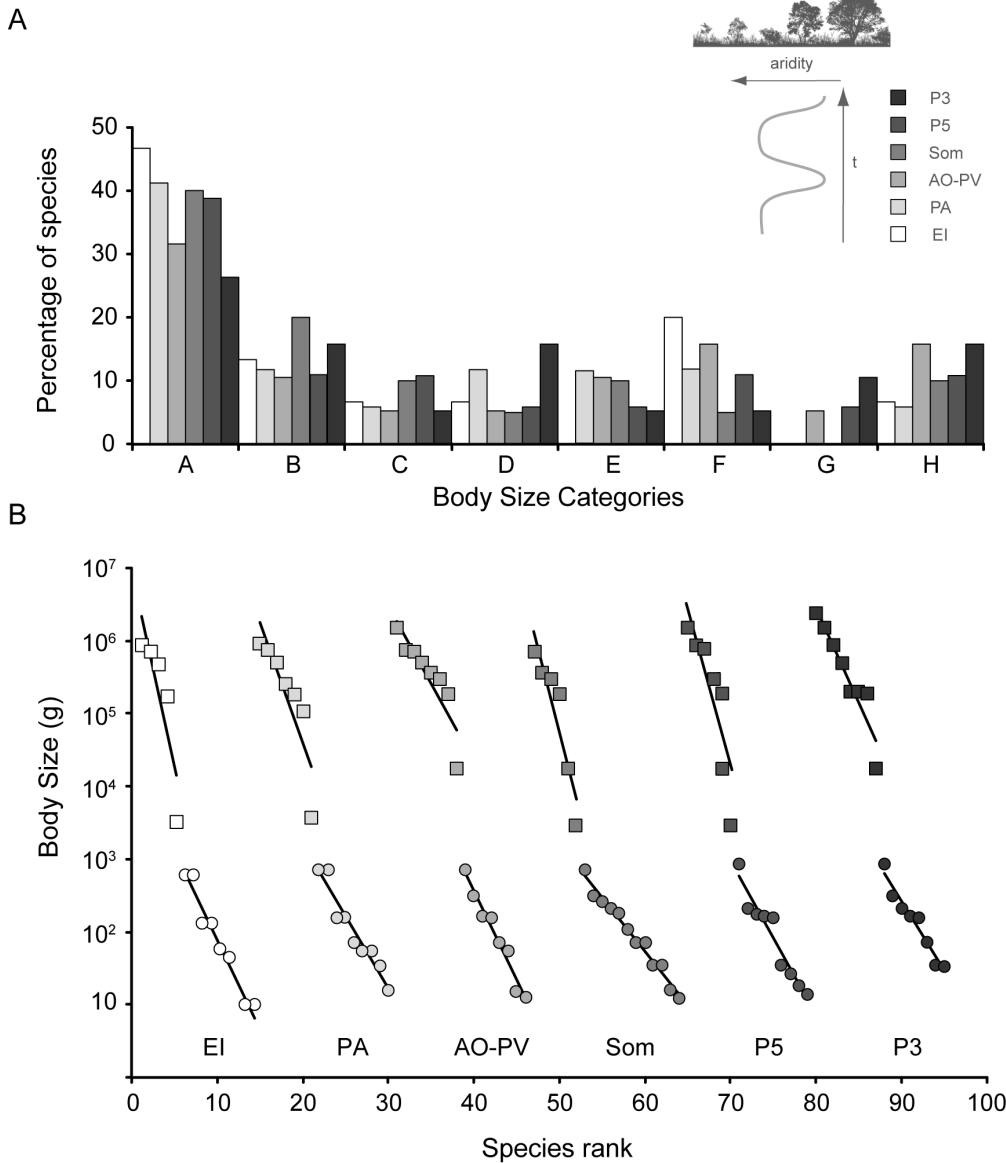 A
aridity
t
P3
P5
Som
AO-PV
PA
EI
Percentage of species
50
40
30
20
10
0
A B C D E F G H
Body Size Categories
B
Body Size (g)
10⁷
10⁶
10⁵
10⁴
10³
10²
10
EI PA AO-PV Som P5 P3
0 10 20 30 40 50 60 70 80 90 100
Species rank